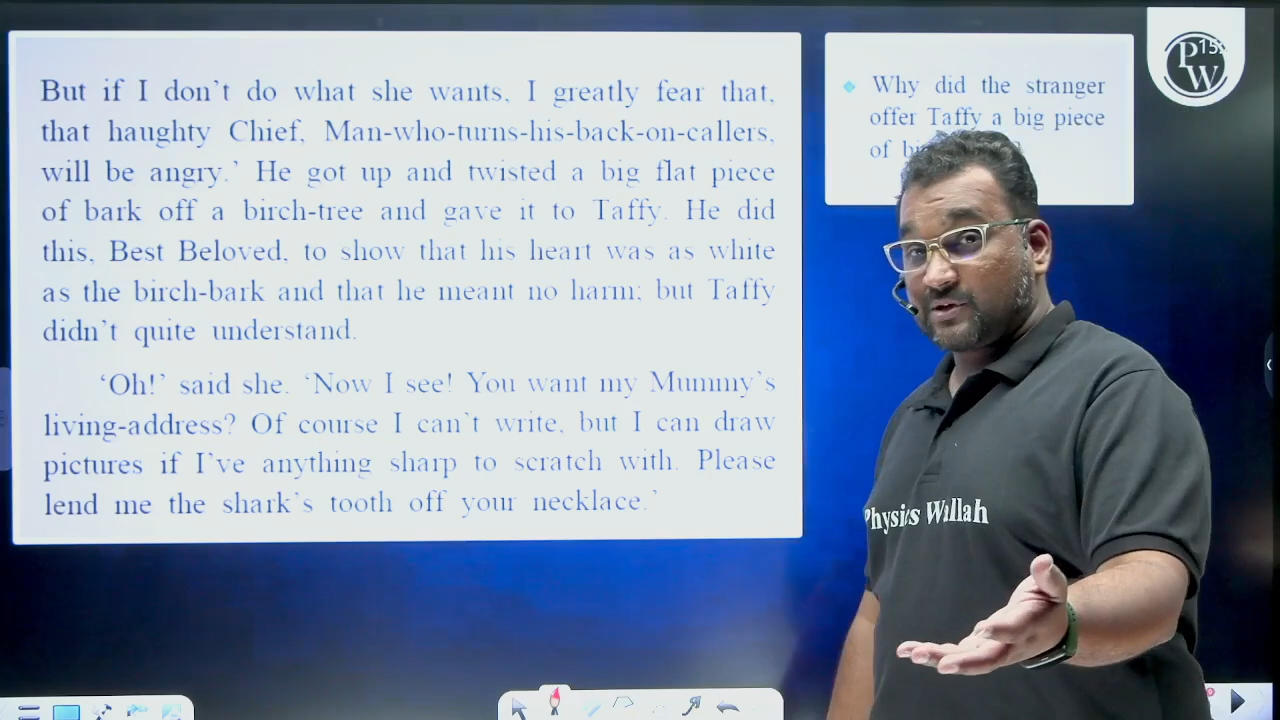 But if I don't do what she wants, I greatly fear that,
that haughty Chief, Man-who-turns-his-back-on-callers,
will be angry.' He got up and twisted a big flat piece
of bark off a birch-tree and gave it to Taffy. He did
this, Best Beloved, to show that his heart was as white
as the birch-bark and that he meant no harm; but Taffy
didn't quite understand.
'Oh!' said she. 'Now I see! You want my Mummy's
living-address? Of course I can't write, but I can draw
pictures if I've anything sharp to scratch with. Please
lend me the shark's tooth off your necklace.'
Why did the stranger
offer Taffy a big piece
of
P W
Physics Wallah